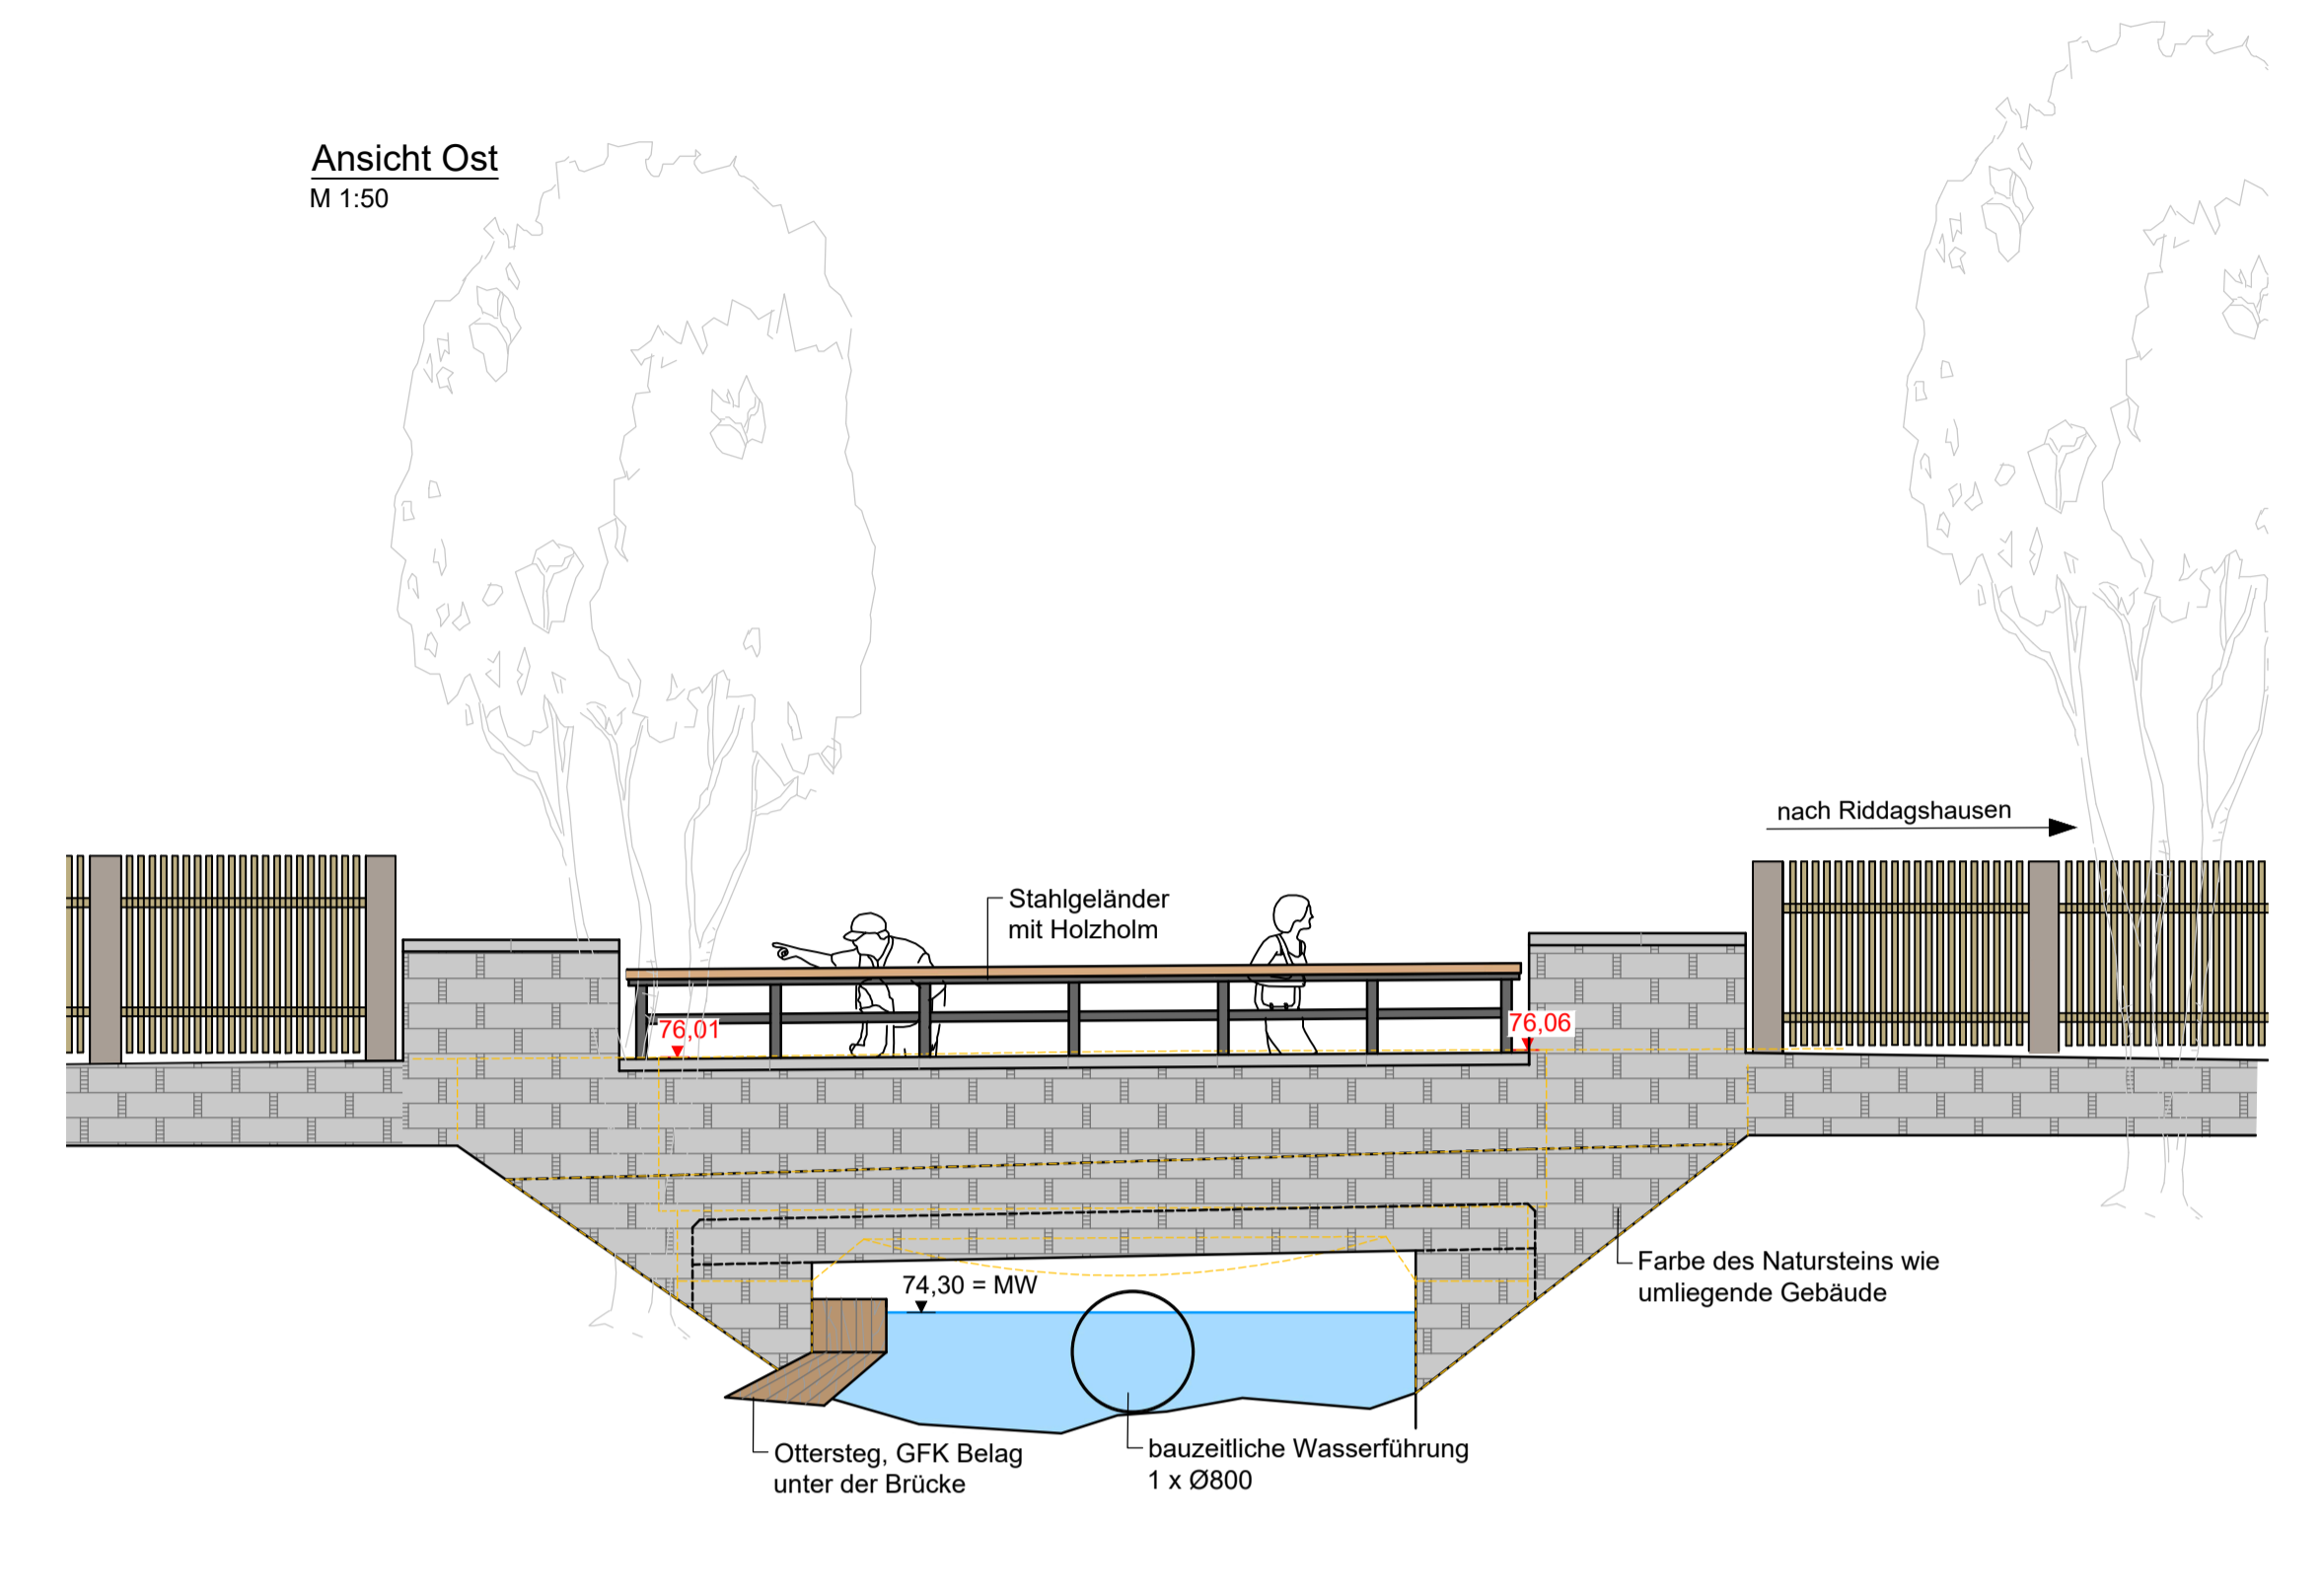 Ansicht Ost
M 1:50
nach Riddagshausen
Stahlgeländer
mit Holzholm
76,01
76,06
Farbe des Natursteins wie
umliegende Gebäude
74,30 = MW
Ottersteg, GFK Belag
unter der Brücke
bauzeitliche Wasserführung
1 x Ø800